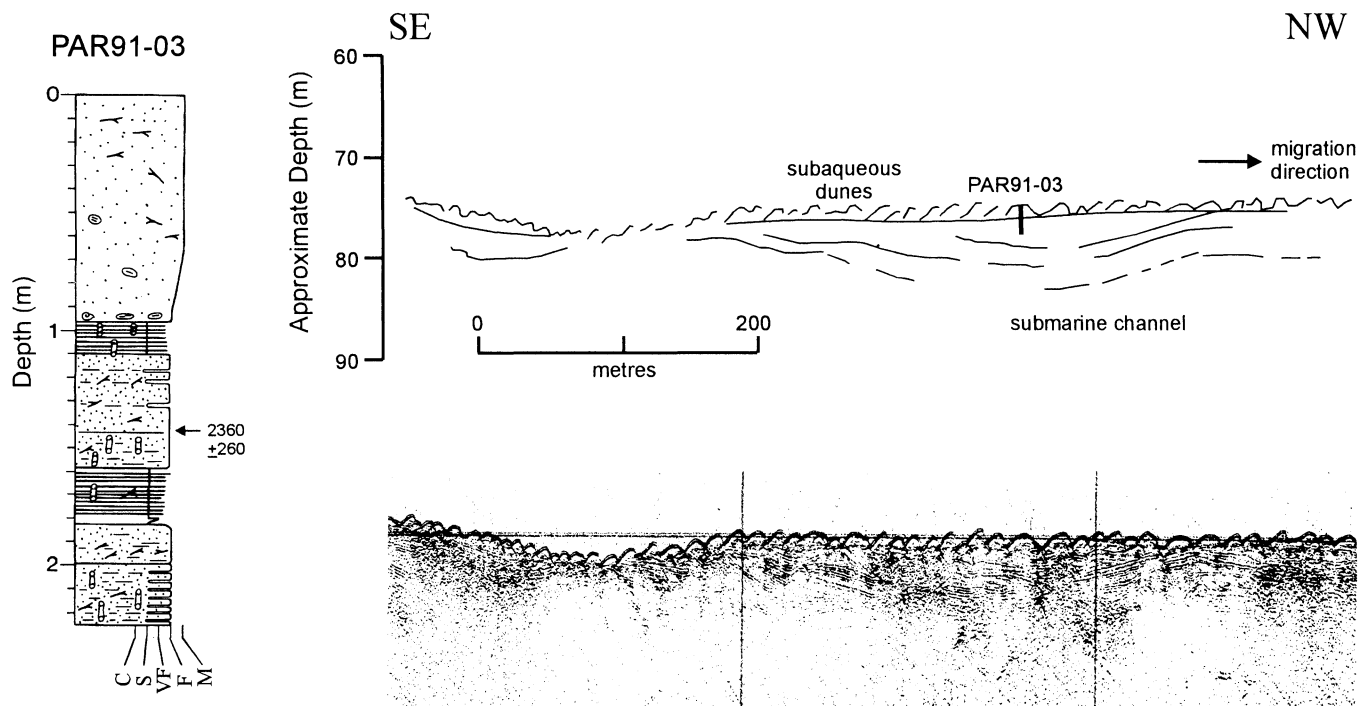 PAR91-03
0
1
2
Depth (m)
2360
±260
C
S
VF
F
M
SE
NW
60
70
80
90
Approximate Depth (m)
subaqueous
dunes
PAR91-03
migration
direction
0
200
metres
submarine channel